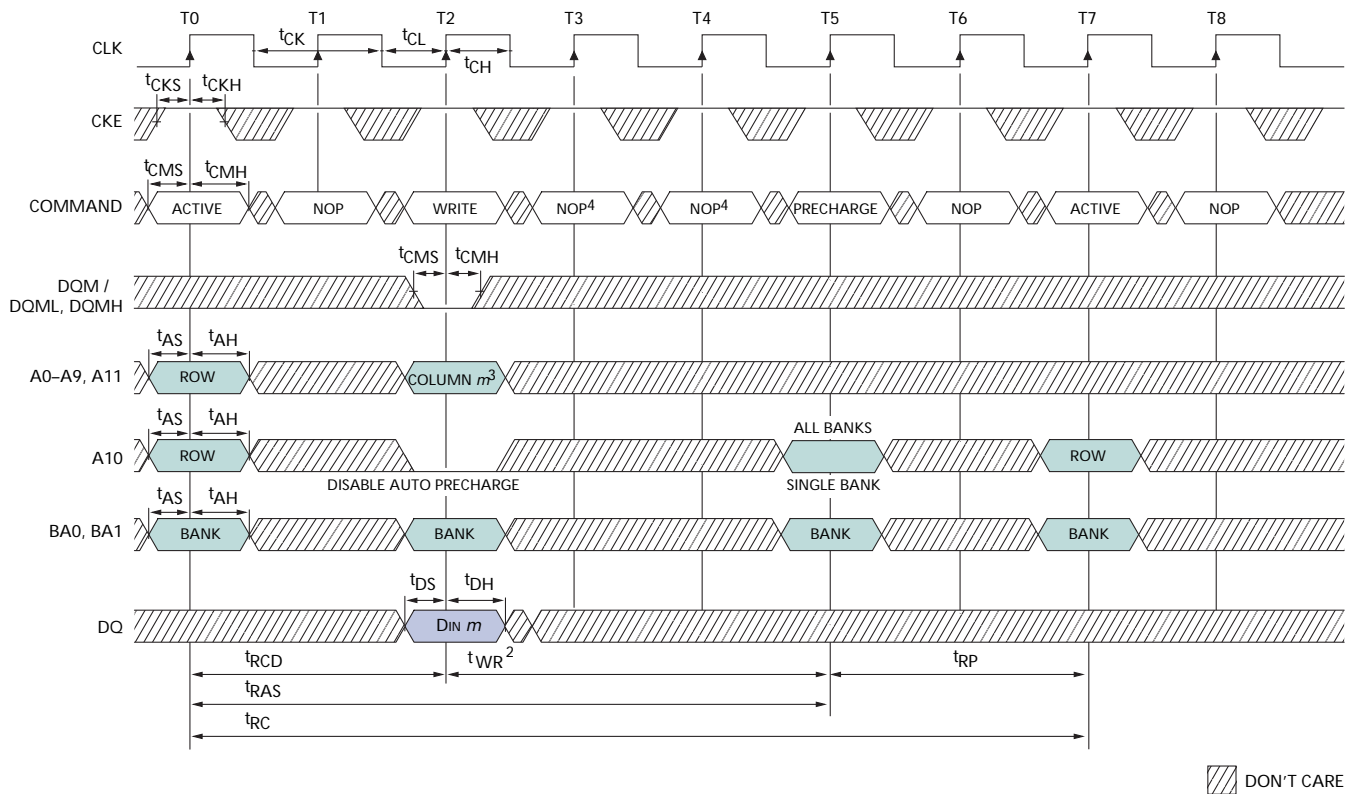 T0 T1 T2 T3 T4 T5 T6 T7 T8
CLK
tCK tCL
tCH
tCKS tCKH
CKE
tCMS tCMH
COMMAND
ACTIVE NOP WRITE NOP4 NOP4 PRECHARGE NOP ACTIVE NOP
tCMS tCMH
DQM /
DQML, DQMH
tAS tAH
A0–A9, A11
ROW COLUMN m3
tAS tAH
ALL BANKS
A10
ROW ROW
DISABLE AUTO PRECHARGE SINGLE BANK
tAS tAH
BA0, BA1
BANK BANK BANK BANK
tDS tDH
DQ
DIN m
tRCD tWR2 tRP
tRAS
tRC
DON'T CARE